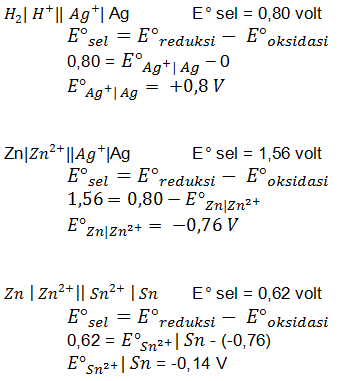 H₂| H⁺|| Ag⁺| Ag E° sel = 0,80 volt
E°sel = E°reduksi − E°oksidasi
0,80 = E°Ag⁺| Ag − 0
E°Ag⁺| Ag = +0,8 V
Zn|Zn²⁺||Ag⁺|Ag E° sel = 1,56 volt
E°sel = E°reduksi − E°oksidasi
1,56 = 0,80 − E°Zn|Zn²⁺
E°Zn|Zn²⁺ = −0,76 V
Zn | Zn²⁺|| Sn²⁺ | Sn E° sel = 0,62 volt
E°sel = E°reduksi − E°oksidasi
0,62 = E°Sn²⁺| Sn - (-0,76)
E°Sn²⁺| Sn = -0,14 V